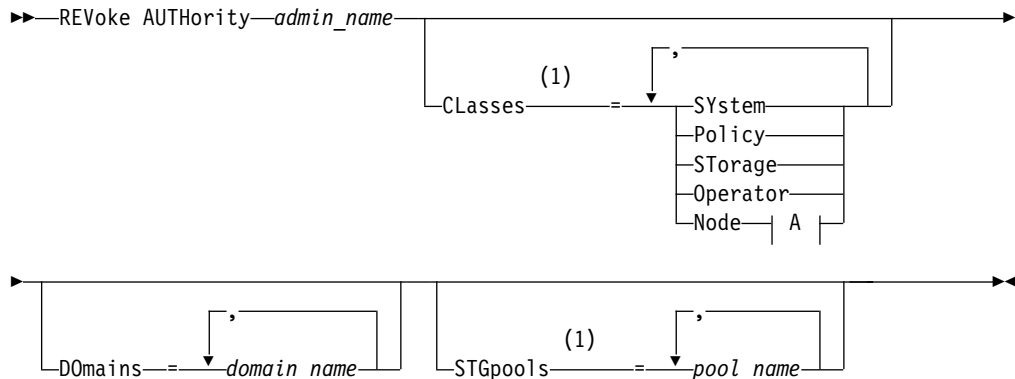 REVoke AUTHority admin_name
,
(1)
CLasses = SYstem
Policy
STorage
Operator
Node A
, ,
(1)
DOmains = domain name STGpools = pool name